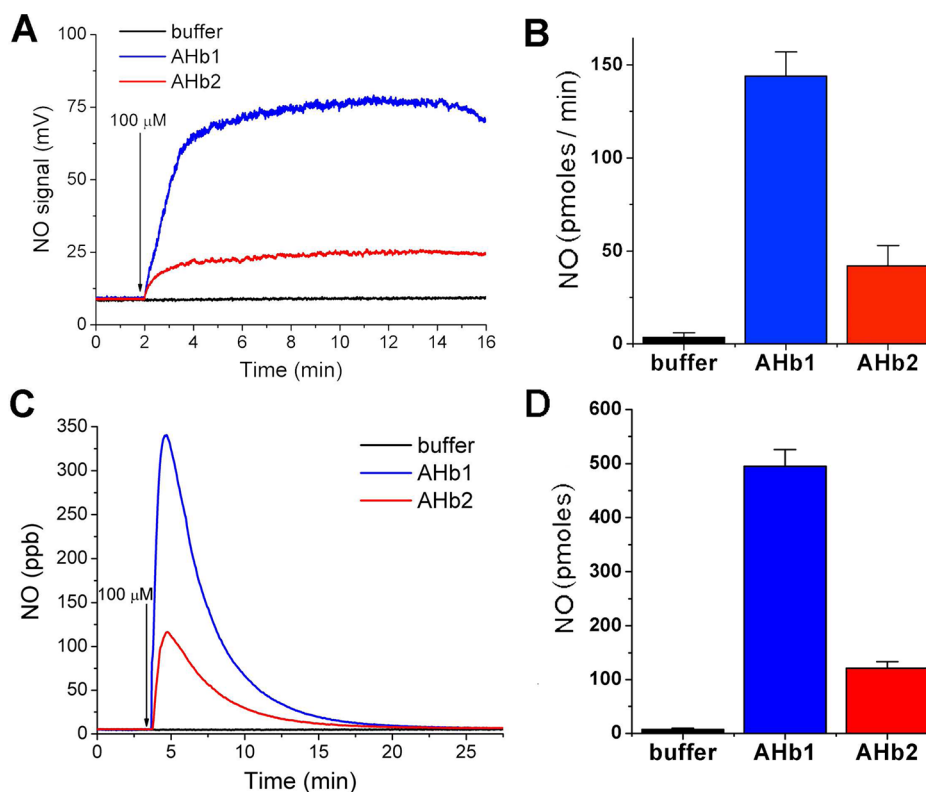 A
buffer
AHb1
AHb2
100 μM
NO signal (mV)
100
75
50
25
0
0 2 4 6 8 10 12 14 16
Time (min)
B
NO (pmoles / min)
150
100
50
0
buffer AHb1 AHb2
C
buffer
AHb1
AHb2
100 μM
NO (ppb)
350
300
250
200
150
100
50
0
0 5 10 15 20 25
Time (min)
D
NO (pmoles)
600
500
400
300
200
100
0
buffer AHb1 AHb2